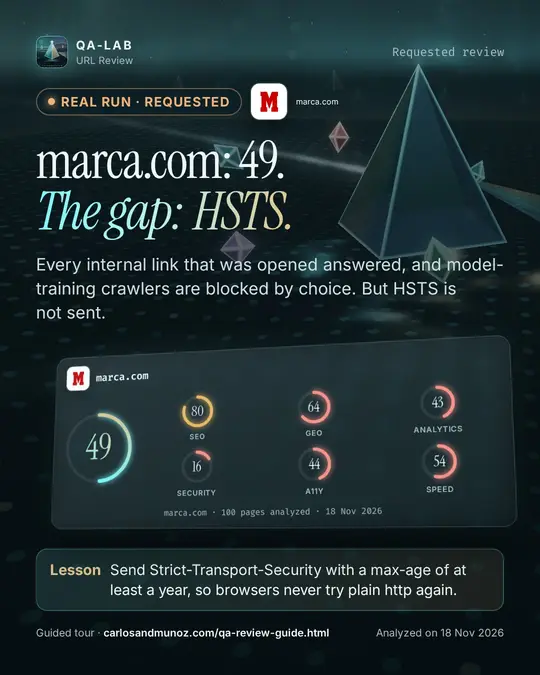 QA-LAB
URL Review
Requested review
REAL RUN · REQUESTED
M
marca.com
marca.com: 49.
The gap: HSTS.
Every internal link that was opened answered, and model-
training crawlers are blocked by choice. But HSTS is
not sent.
M
marca.com
49
80
SEO
64
GEO
43
ANALYTICS
16
SECURITY
44
A11Y
54
SPEED
marca.com · 100 pages analyzed · 18 Nov 2026
Lesson
Send Strict-Transport-Security with a max-age of at
least a year, so browsers never try plain http again.
Guided tour · carlosandmunoz.com/qa-review-guide.html
Analyzed on 18 Nov 2026